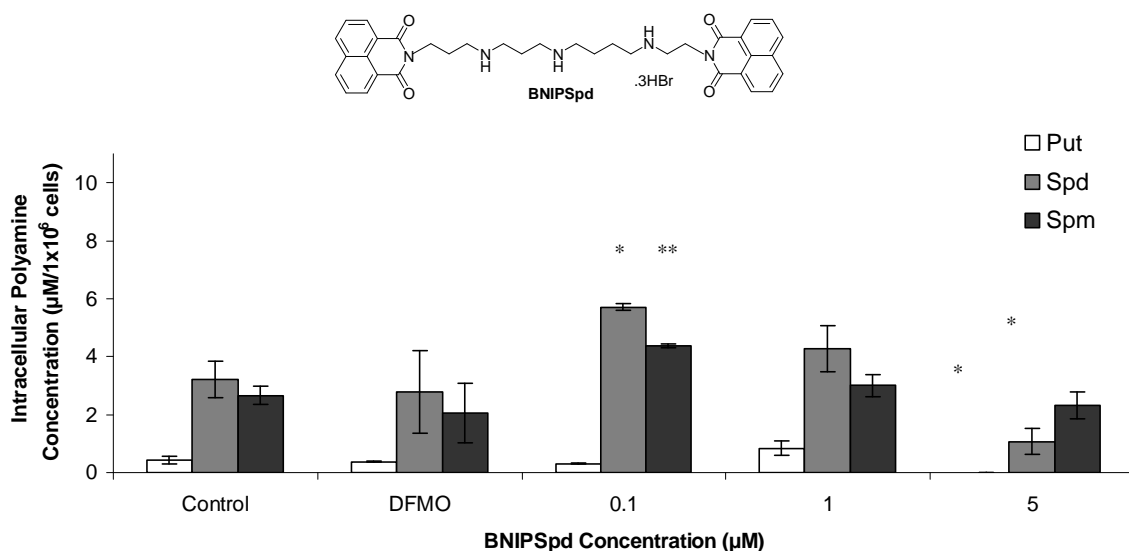 O
O
O
O
N
N
N
H
N
H
N
H
.3HBr
BNIPSpd
Put
Spd
Spm
Intracellular Polyamine
Concentration (µM/1x10⁶ cells)
10
8
6
4
2
0
*
**
*
*
Control
DFMO
0.1
1
5
BNIPSpd Concentration (µM)